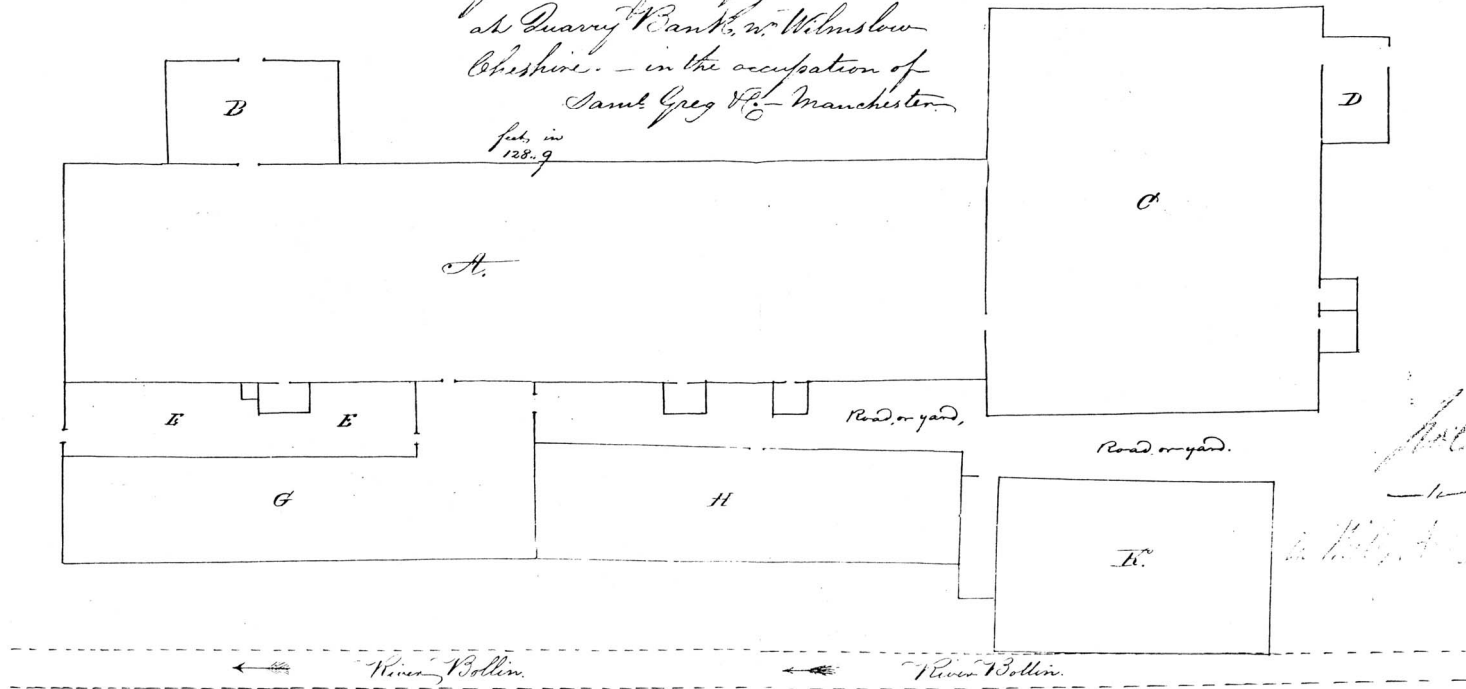 at Quarry Bank, nr. Wilmslow
Cheshire. – in the occupation of
Saml. Greg & Co – Manchester
feet, in
128..9
B
D
C
A.
E
E
Road, or yard,
Road, or yard.
G
H
K.
River Bollin.
River Bollin.